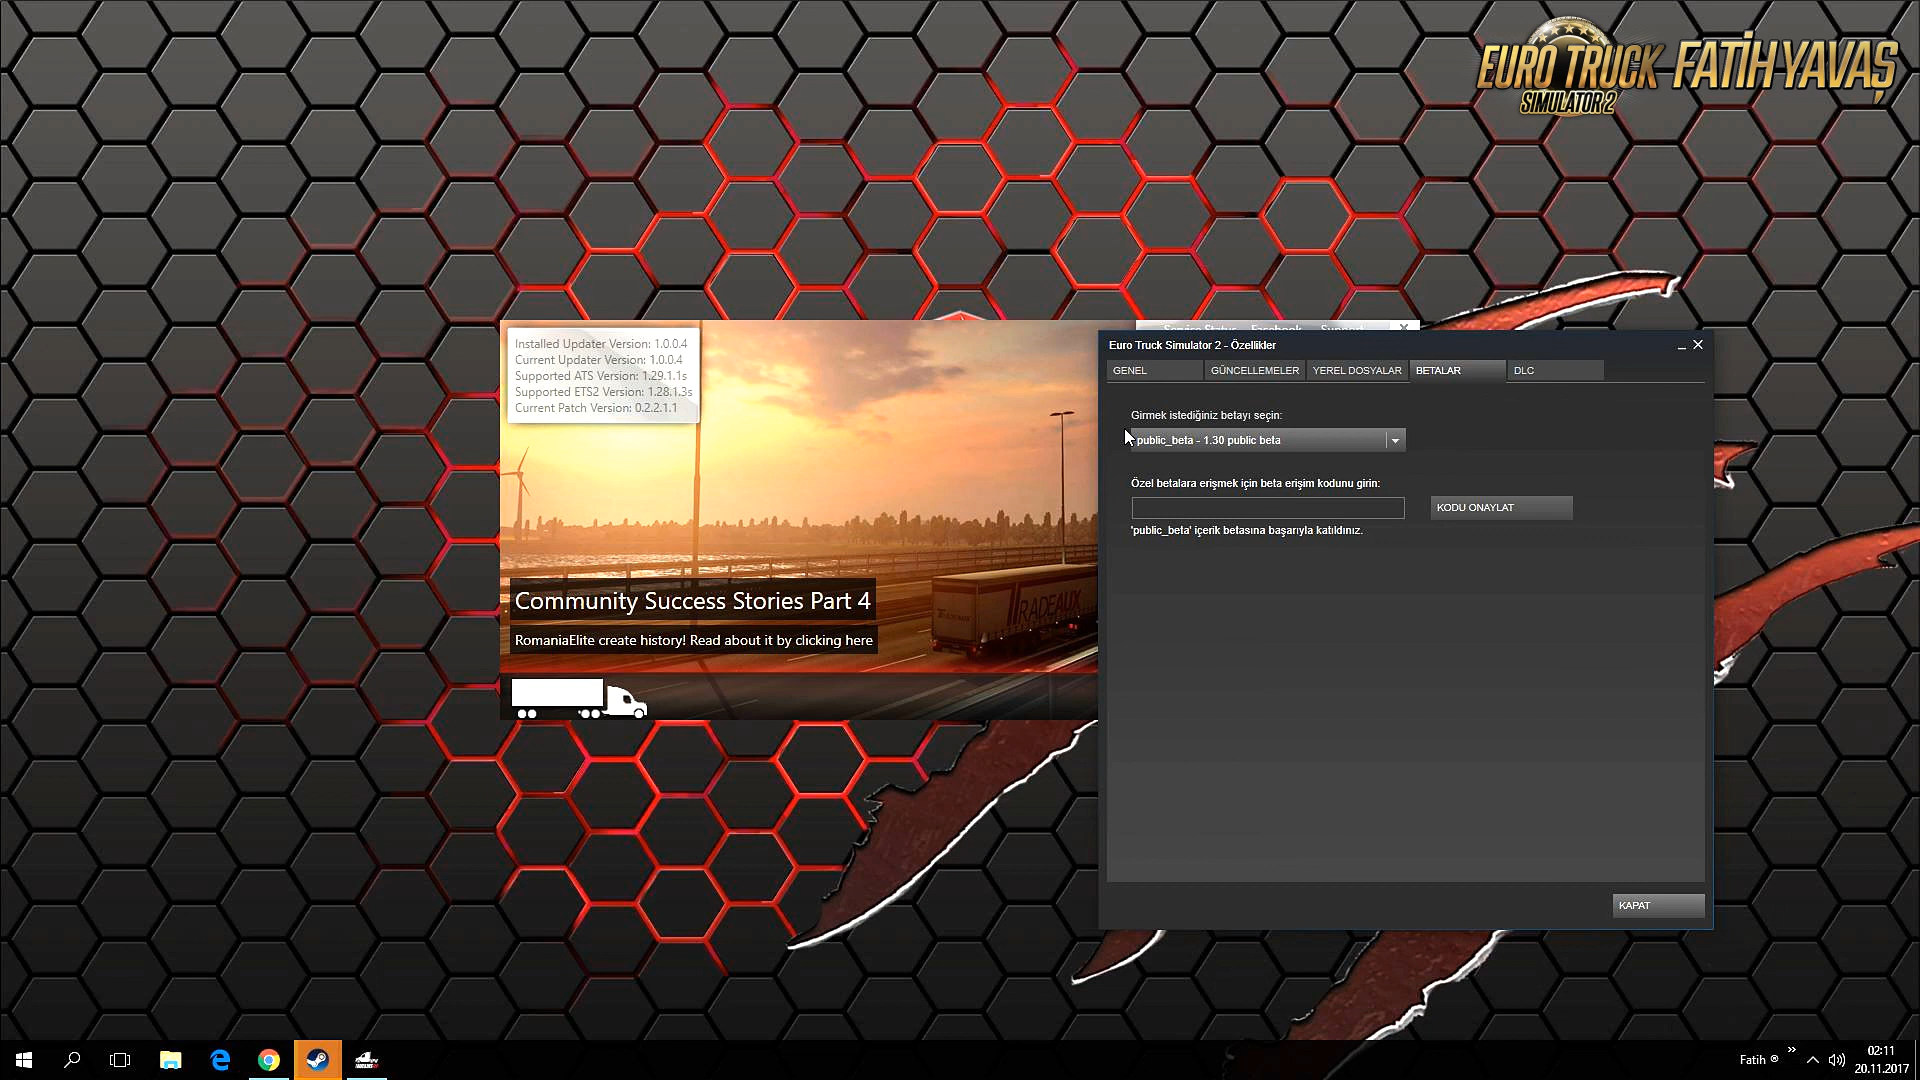 EURO TRUCK
SIMULATOR 2
FATİH YAVAŞ
Service Status Facebook Support
Installed Updater Version: 1.0.0.4
Current Updater Version: 1.0.0.4
Supported ATS Version: 1.29.1.1s
Supported ETS2 Version: 1.28.1.3s
Current Patch Version: 0.2.2.1.1
Community Success Stories Part 4
RomaniaElite create history! Read about it by clicking here
TRADEAUX
Euro Truck Simulator 2 - Özellikler
GENEL GÜNCELLEMELER YEREL DOSYALAR BETALAR DLC
Girmek istediğiniz betayı seçin:
public_beta - 1.30 public beta
Özel betalara erişmek için beta erişim kodunu girin:
KODU ONAYLAT
'public_beta' içerik betasına başarıyla katıldınız.
KAPAT
Fatih ®
02:11
20.11.2017